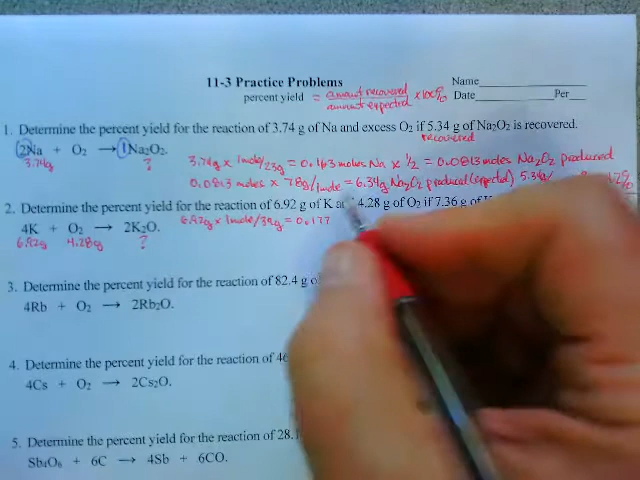 11-3 Practice Problems Name
percent yield = amount recovered / amount expected × 100% Date Per
1. Determine the percent yield for the reaction of 3.74 g of Na and excess O₂ if 5.34 g of Na₂O₂ is recovered.
recovered
2Na + O₂ → 1Na₂O₂. 3.74g × 1mole/23g = 0.163 moles Na × 1/2 = 0.0813 moles Na₂O₂ produced
3.74g ? 0.0813 moles × 78g/1mole = 6.34g Na₂O₂ produced (expected) 5.34g/
2. Determine the percent yield for the reaction of 6.92 g of K 4.28 g of O₂ if 7.36 g of
4K + O₂ → 2K₂O. 6.92g × 1mole/39g = 0.177
6.92g 4.28g ?
3. Determine the percent yield for the reaction of 82.4 g
4Rb + O₂ → 2Rb₂O.
4. Determine the percent yield for the reaction of
4Cs + O₂ → 2Cs₂O.
5. Determine the percent yield for the reaction of 28.
Sb₄O₆ + 6C → 4Sb + 6CO.